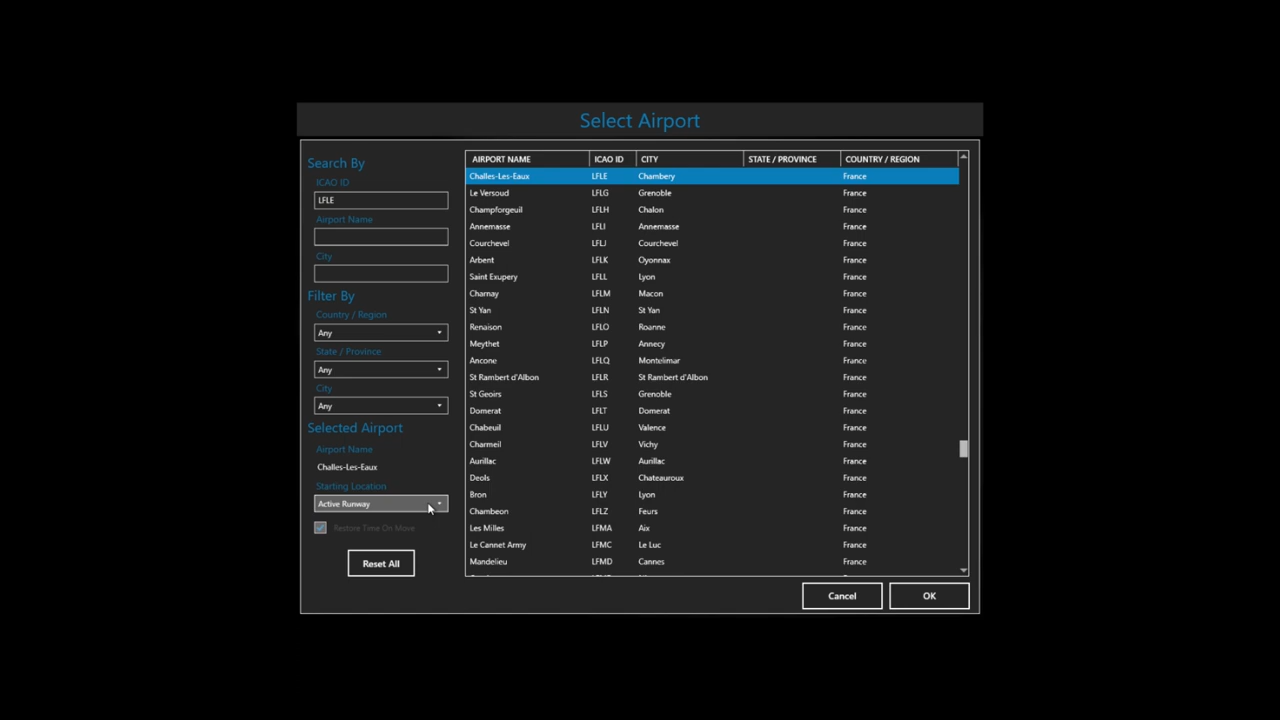 Select Airport
Search By
ICAO ID
LFLE
Airport Name
City
Filter By
Country / Region
Any
State / Province
Any
City
Any
Selected Airport
Airport Name
Challes-Les-Eaux
Starting Location
Active Runway
Restore Time On Move
Reset All
AIRPORT NAME ICAO ID CITY STATE / PROVINCE COUNTRY / REGION
Challes-Les-Eaux LFLE Chambery France
Le Versoud LFLG Grenoble France
Champforgeuil LFLH Chalon France
Annemasse LFLI Annemasse France
Courchevel LFLJ Courchevel France
Arbent LFLK Oyonnax France
Saint Exupery LFLL Lyon France
Charnay LFLM Macon France
St Yan LFLN St Yan France
Renaison LFLO Roanne France
Meythet LFLP Annecy France
Ancone LFLQ Montelimar France
St Rambert d'Albon LFLR St Rambert d'Albon France
St Geoirs LFLS Grenoble France
Domerat LFLT Domerat France
Chabeuil LFLU Valence France
Charmeil LFLV Vichy France
Aurillac LFLW Aurillac France
Deols LFLX Chateauroux France
Bron LFLY Lyon France
Chambeon LFLZ Feurs France
Les Milles LFMA Aix France
Le Cannet Army LFMC Le Luc France
Mandelieu LFMD Cannes France
Cancel OK